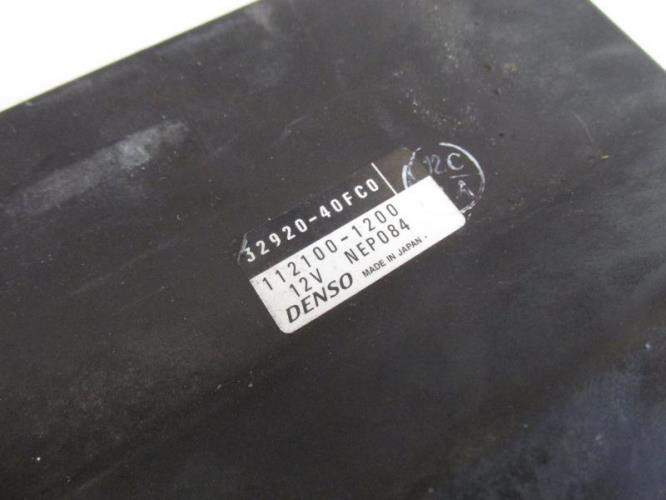 32920-40FC0
112100-1200
12V NEP084
DENSO MADE IN JAPAN.
12C
A